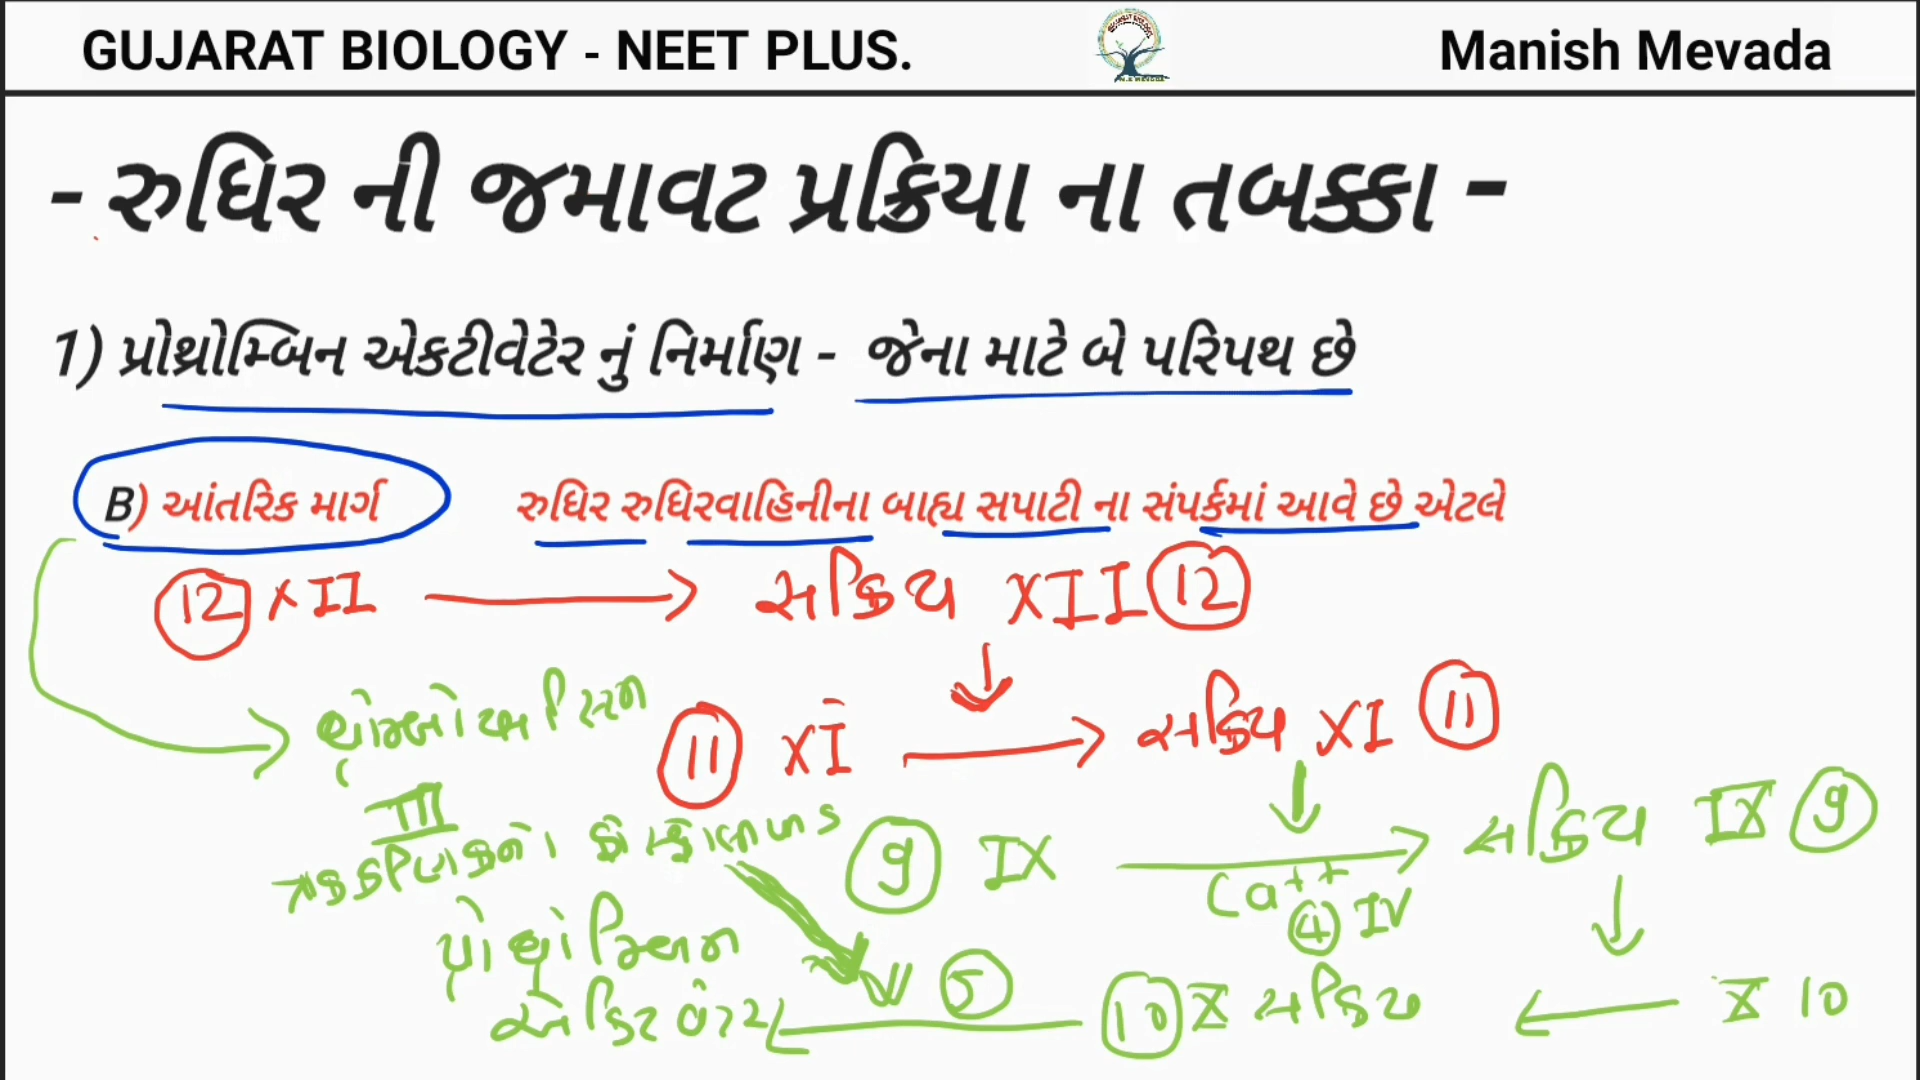 GUJARAT BIOLOGY - NEET PLUS.
Manish Mevada
- રુધિર ની જમાવટ પ્રક્રિયા ના તબક્કા -
1) પ્રોથ્રોમ્બિન એકટીવેટેર નું નિર્માણ - જેના માટે બે પરિપથ છે
B) આંતરિક માર્ગ રુધિર રુધિરવાહિનીના બાહ્ય સપાટી ના સંપર્કમાં આવે છે એટલે
12 XII → સક્રિય XII 12
11 XI → સક્રિય XI 11
III
9 IX → સક્રિય IX 9
Ca++
4 IV
V 5
10 X સક્રિય ← X 10